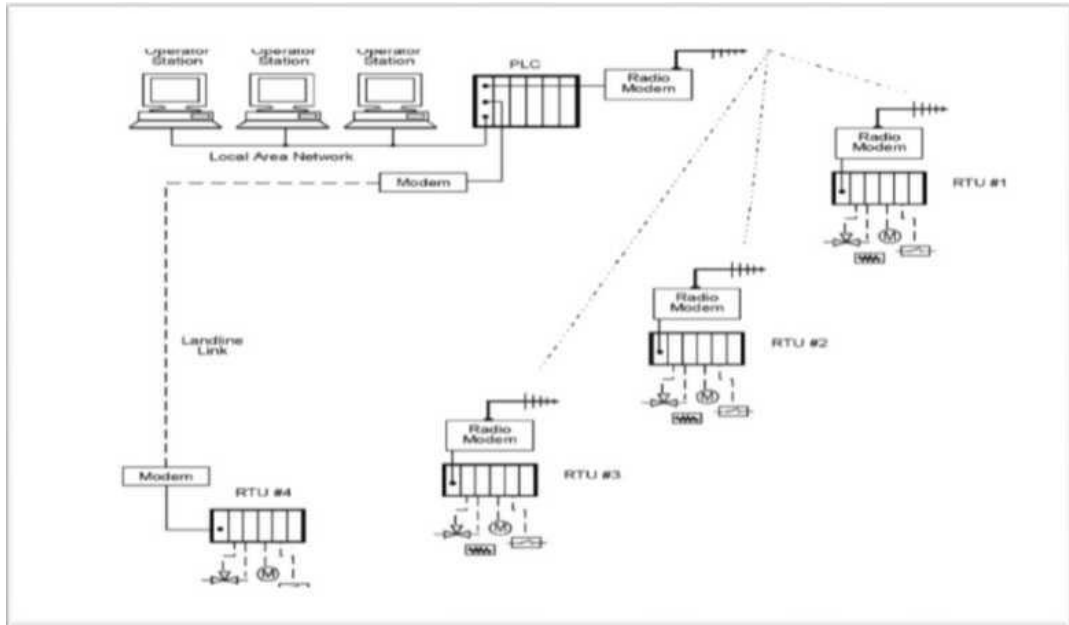 Operator
Station
Operator
Station
Operator
Station
PLC
Radio
Modem
Local Area Network
Modem
Radio
Modem
RTU #1
Radio
Modem
RTU #2
Landline
Link
Radio
Modem
RTU #3
Modem
RTU #4
M
M
M
M